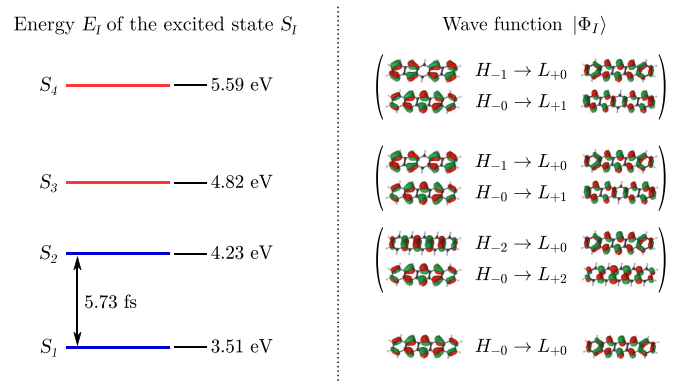 Energy E_I of the excited state S_I
Wave function |Φ_I⟩
S_4 5.59 eV
H_{−1} → L_{+0}
H_{−0} → L_{+1}
S_3 4.82 eV
H_{−1} → L_{+0}
H_{−0} → L_{+1}
S_2 4.23 eV
H_{−2} → L_{+0}
H_{−0} → L_{+2}
5.73 fs
S_1 3.51 eV
H_{−0} → L_{+0}